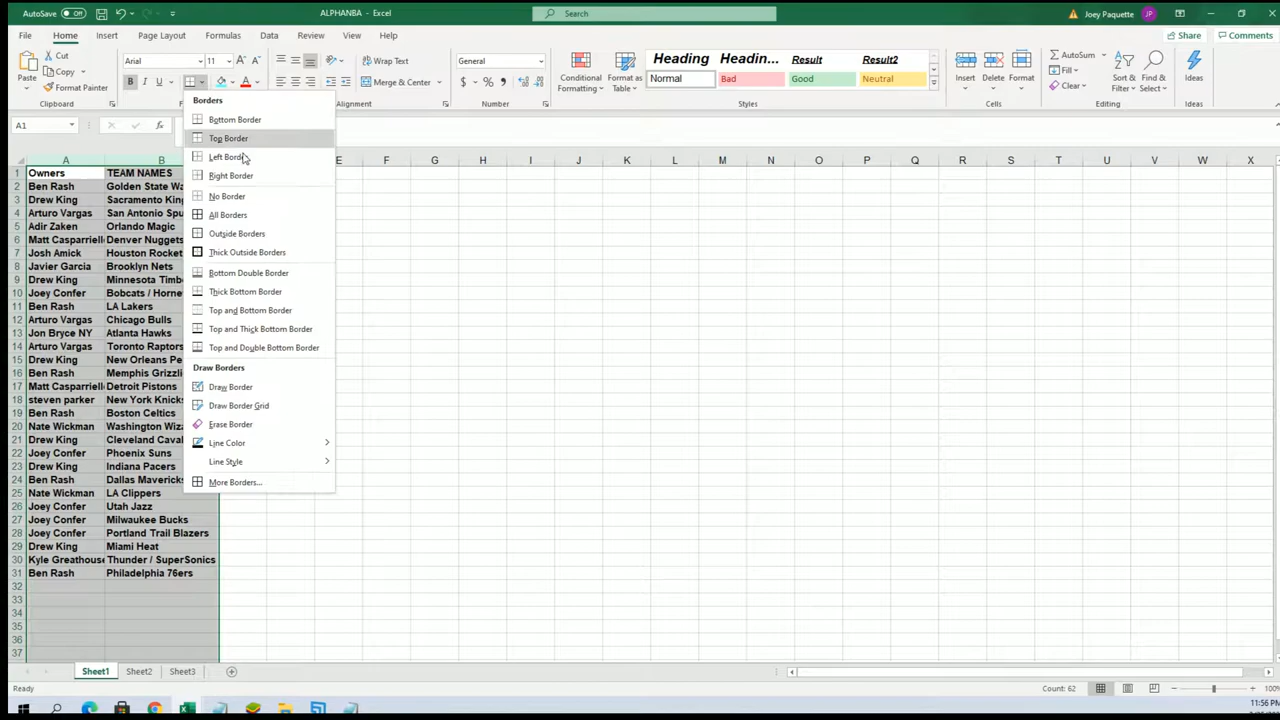 AutoSave Off ALPHANBA - Excel Search Joey Paquette JP
File Home Insert Page Layout Formulas Data Review View Help Share Comments
Paste Cut Copy Format Painter
Clipboard
Arial 11
B I U
Wrap Text
Merge & Center
Alignment
General
$ % 9
Number
Conditional Formatting Format as Table
Heading Headin... Result Result2
Normal Bad Good Neutral
Styles
Insert Delete Format
Cells
AutoSum Fill Clear
Sort & Filter Find & Select
Editing
Ideas
Ideas
A1 fx
Borders
Bottom Border
Top Border
Left Border
Right Border
No Border
All Borders
Outside Borders
Thick Outside Borders
Bottom Double Border
Thick Bottom Border
Top and Bottom Border
Top and Thick Bottom Border
Top and Double Bottom Border
Draw Borders
Draw Border
Draw Border Grid
Erase Border
Line Color
Line Style
More Borders...
A B E F G H I J K L M N O P Q R S T U V W X
1 Owners TEAM NAMES
2 Ben Rash Golden State Wa
3 Drew King Sacramento King
4 Arturo Vargas San Antonio Spu
5 Adir Zaken Orlando Magic
6 Matt Casparrielle Denver Nuggets
7 Josh Amick Houston Rocket
8 Javier Garcia Brooklyn Nets
9 Drew King Minnesota Timb
10 Joey Confer Bobcats / Horne
11 Ben Rash LA Lakers
12 Arturo Vargas Chicago Bulls
13 Jon Bryce NY Atlanta Hawks
14 Arturo Vargas Toronto Raptors
15 Drew King New Orleans Pe
16 Ben Rash Memphis Grizzli
17 Matt Casparrielle Detroit Pistons
18 steven parker New York Knicks
19 Ben Rash Boston Celtics
20 Nate Wickman Washington Wiza
21 Drew King Cleveland Caval
22 Joey Confer Phoenix Suns
23 Drew King Indiana Pacers
24 Ben Rash Dallas Mavericks
25 Nate Wickman LA Clippers
26 Joey Confer Utah Jazz
27 Joey Confer Milwaukee Bucks
28 Joey Confer Portland Trail Blazers
29 Drew King Miami Heat
30 Kyle Greathouse Thunder / SuperSonics
31 Ben Rash Philadelphia 76ers
32
33
34
35
36
37
Sheet1 Sheet2 Sheet3
Ready Count: 62 100%
11:56 PM